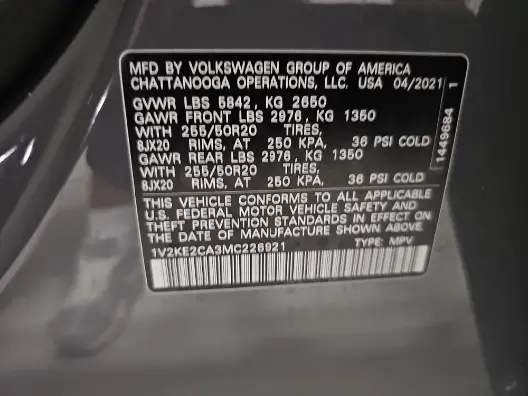 MFD BY VOLKSWAGEN GROUP OF AMERICA
CHATTANOOGA OPERATIONS, LLC. USA 04/2021
GVWR LBS 5842, KG 2650
GAWR FRONT LBS 2976, KG 1350
WITH 255/50R20 TIRES,
8JX20 RIMS, AT 250 KPA, 36 PSI COLD
GAWR REAR LBS 2976, KG 1350
WITH 255/50R20 TIRES,
8JX20 RIMS, AT 250 KPA, 36 PSI COLD
THIS VEHICLE CONFORMS TO ALL APPLICABLE
U.S. FEDERAL MOTOR VEHICLE SAFETY AND
THEFT PREVENTION STANDARDS IN EFFECT ON
THE DATE OF MANUFACTURE SHOWN ABOVE.
1V2KE2CA3MC226921 TYPE: MPV
1449684 1